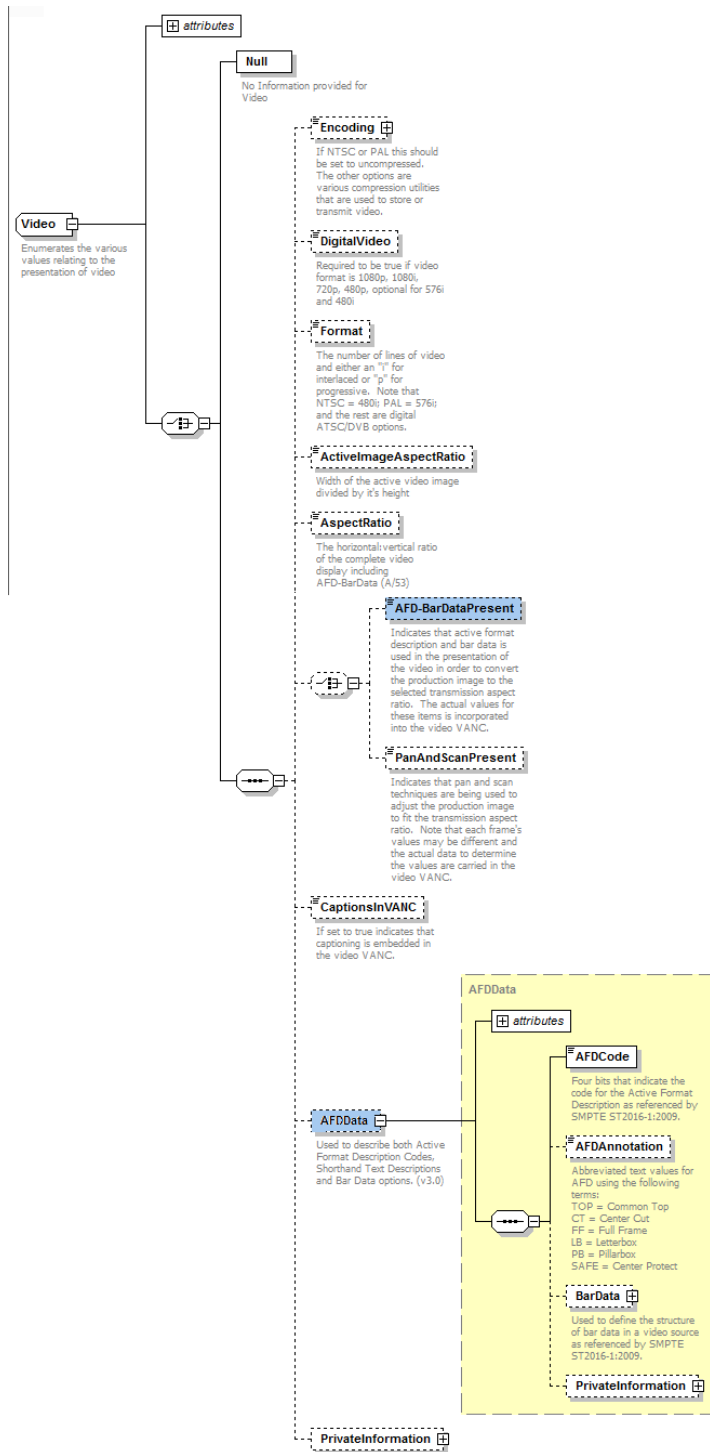 attributes
Null
No Information provided for
Video
Encoding
If NTSC or PAL this should
be set to uncompressed.
The other options are
various compression utilities
that are used to store or
transmit video.
Video
Enumerates the various
values relating to the
presentation of video
DigitalVideo
Required to be true if video
format is 1080p, 1080i,
720p, 480p, optional for 576i
and 480i
Format
The number of lines of video
and either an "i" for
interlaced or "p" for
progressive. Note that
NTSC = 480i; PAL = 576i;
and the rest are digital
ATSC/DVB options.
ActiveImageAspectRatio
Width of the active video image
divided by it's height
AspectRatio
The horizontal:vertical ratio
of the complete video
display including
AFD-BarData (A/53)
AFD-BarDataPresent
Indicates that active format
description and bar data is
used in the presentation of
the video in order to convert
the production image to the
selected transmission aspect
ratio. The actual values for
these items is incorporated
into the video VANC.
PanAndScanPresent
Indicates that pan and scan
techniques are being used to
adjust the production image
to fit the transmission aspect
ratio. Note that each frame's
values may be different and
the actual data to determine
the values are carried in the
video VANC.
CaptionsInVANC
If set to true indicates that
captioning is embedded in
the video VANC.
AFDData
attributes
AFDCode
Four bits that indicate the
code for the Active Format
Description as referenced by
SMPTE ST2016-1:2009.
AFDData
Used to describe both Active
Format Description Codes,
Shorthand Text Descriptions
and Bar Data options. (v3.0)
AFDAnnotation
Abbreviated text values for
AFD using the following
terms:
TOP = Common Top
CT = Center Cut
FF = Full Frame
LB = Letterbox
PB = Pillarbox
SAFE = Center Protect
BarData
Used to define the structure
of bar data in a video source
as referenced by SMPTE
ST2016-1:2009.
PrivateInformation
PrivateInformation